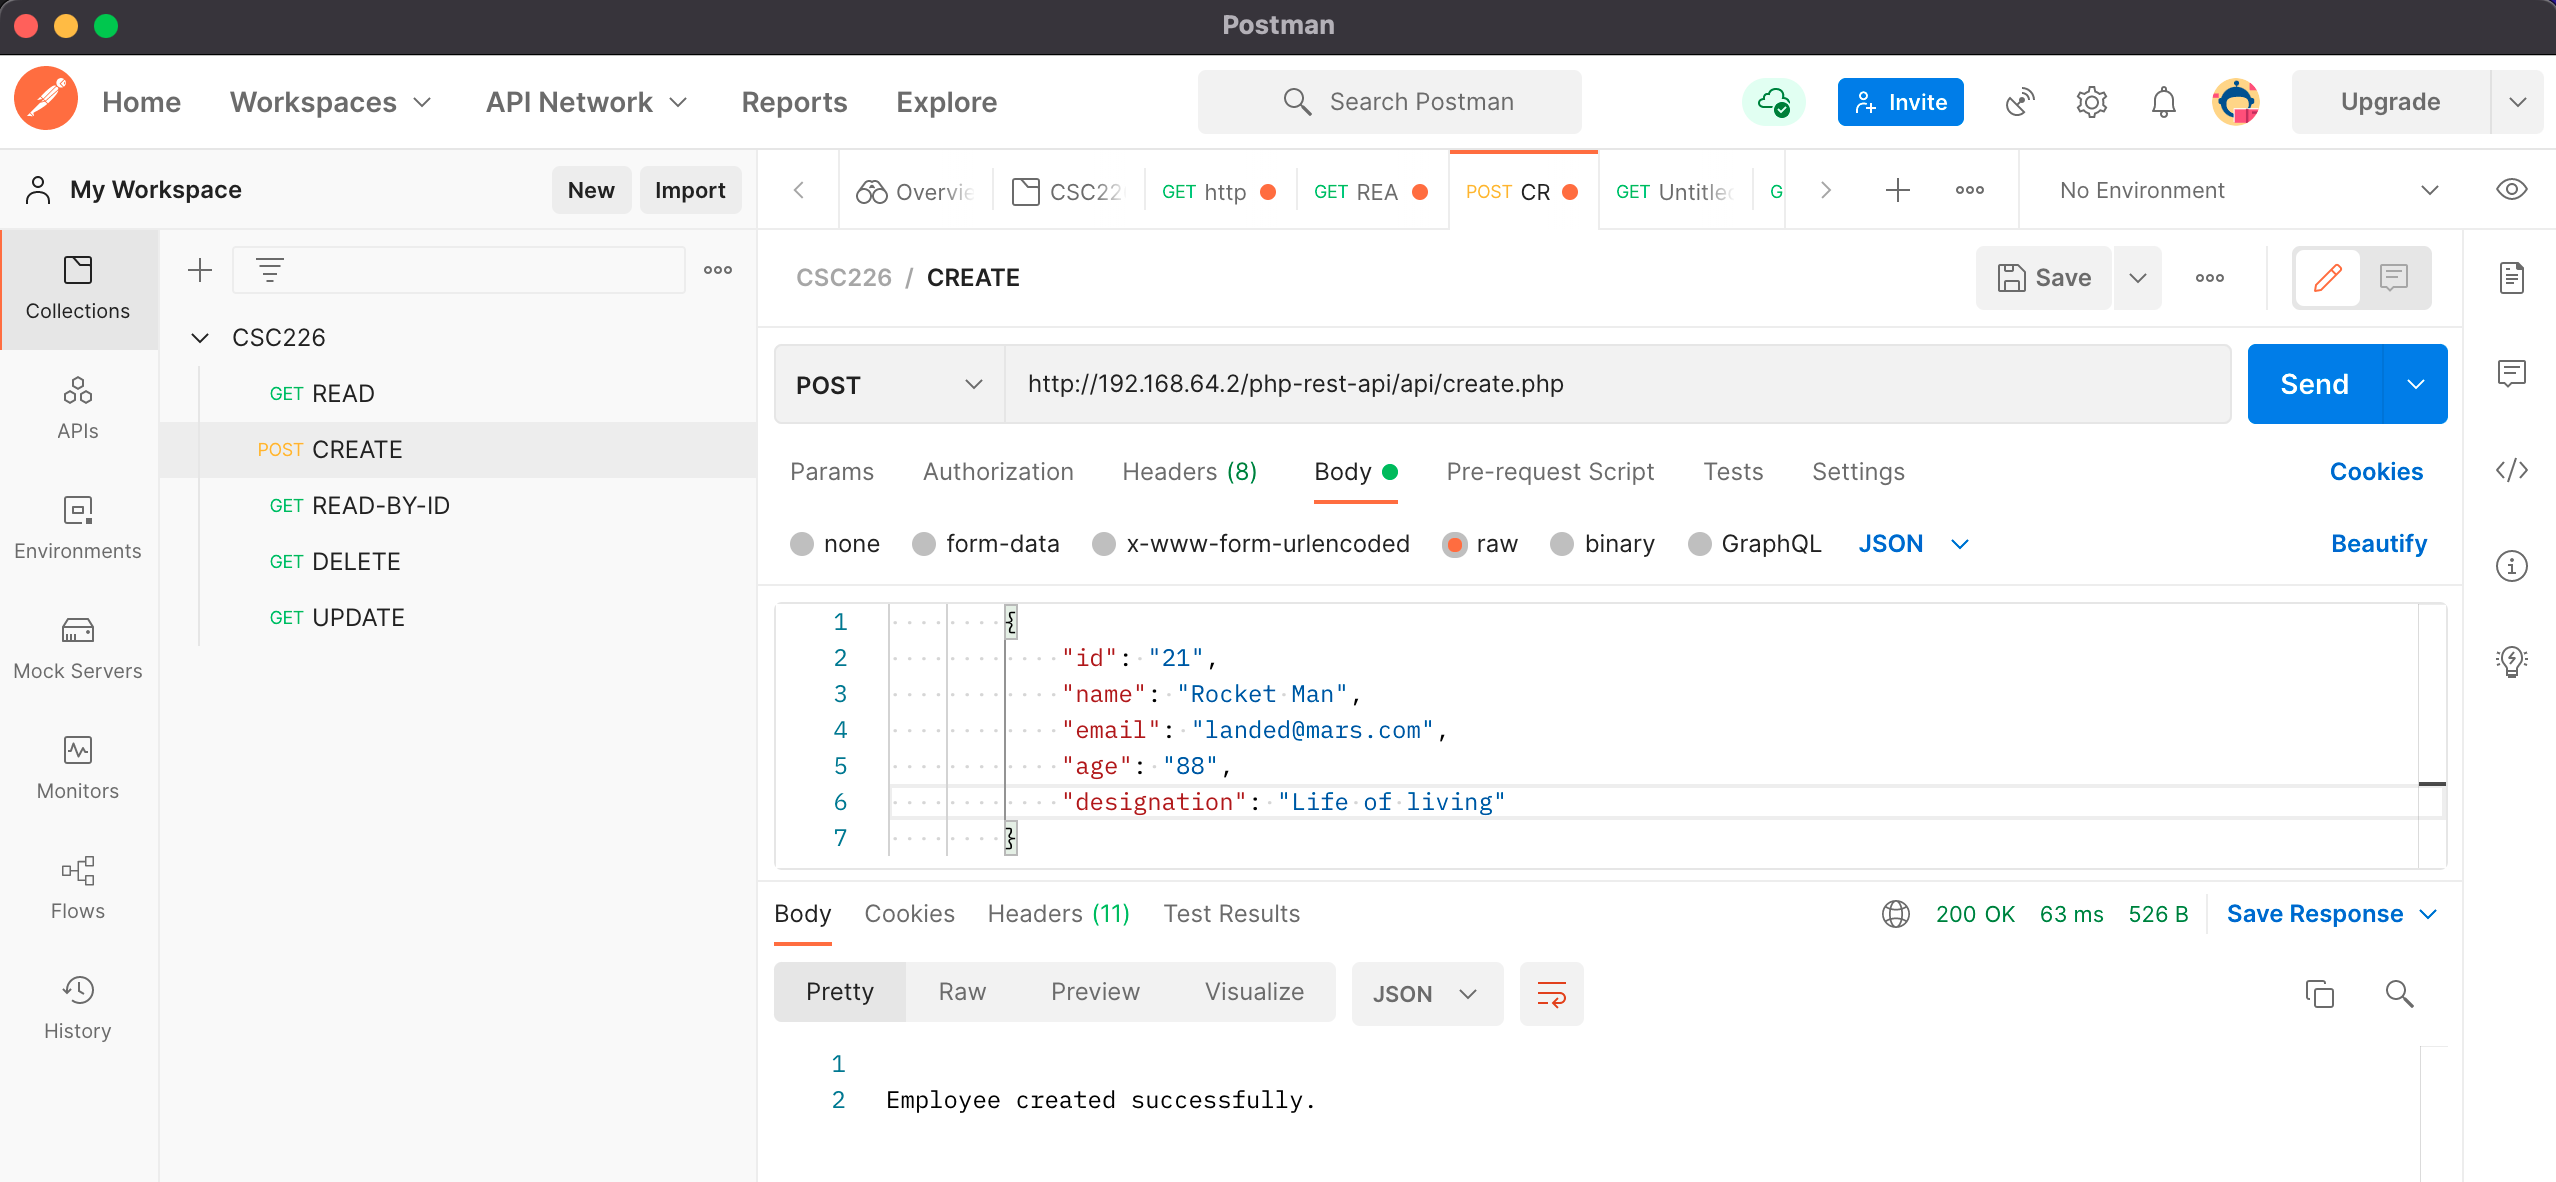 Postman
Home Workspaces API Network Reports Explore Search Postman Invite Upgrade
My Workspace New Import
Overvie CSC22 GET http GET REA POST CR GET Untitled G No Environment
Collections
APIs
Environments
Mock Servers
Monitors
Flows
History
CSC226
GET READ
POST CREATE
GET READ-BY-ID
GET DELETE
GET UPDATE
CSC226 / CREATE Save
POST http://192.168.64.2/php-rest-api/api/create.php Send
Params Authorization Headers (8) Body Pre-request Script Tests Settings Cookies
none form-data x-www-form-urlencoded raw binary GraphQL JSON Beautify
1 {
2 "id": "21",
3 "name": "Rocket Man",
4 "email": "landed@mars.com",
5 "age": "88",
6 "designation": "Life of living"
7 }
Body Cookies Headers (11) Test Results 200 OK 63 ms 526 B Save Response
Pretty Raw Preview Visualize JSON
1
2 Employee created successfully.